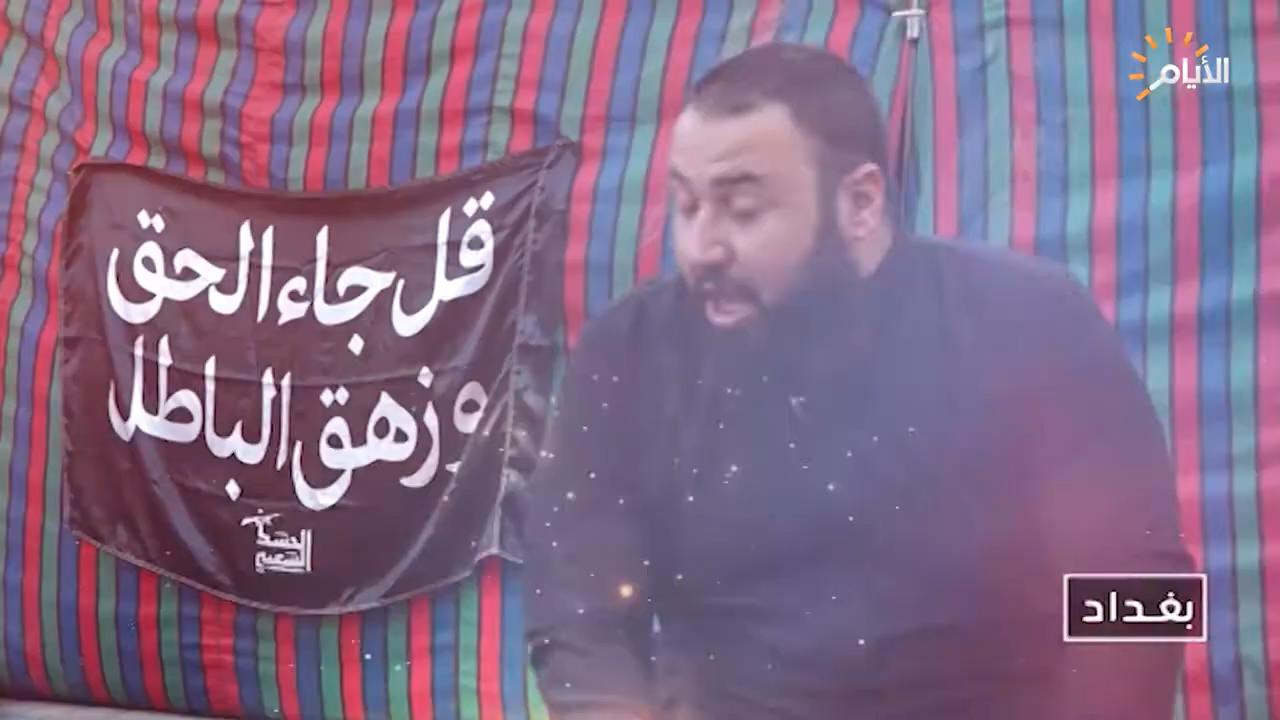 الأيام
قل جاء الحق
وزهق الباطل
الحشد
الشعبي
بغداد